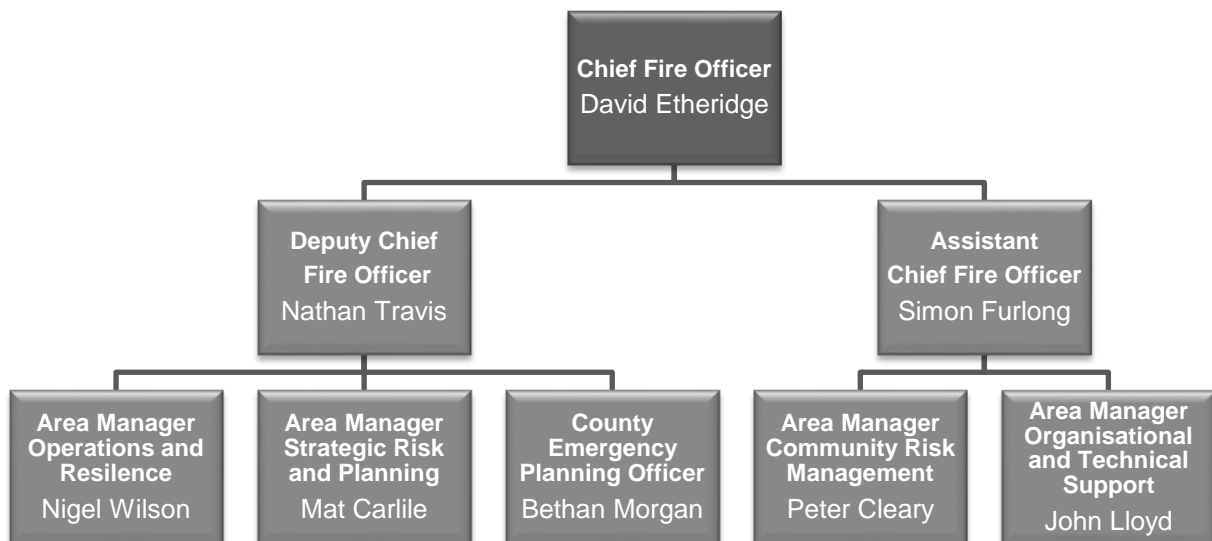 Chief Fire Officer
David Etheridge
Deputy Chief
Fire Officer
Nathan Travis
Assistant
Chief Fire Officer
Simon Furlong
Area Manager
Operations and
Resilence
Nigel Wilson
Area Manager
Strategic Risk
and Planning
Mat Carlile
County
Emergency
Planning Officer
Bethan Morgan
Area Manager
Community Risk
Management
Peter Cleary
Area Manager
Organisational
and Technical
Support
John Lloyd